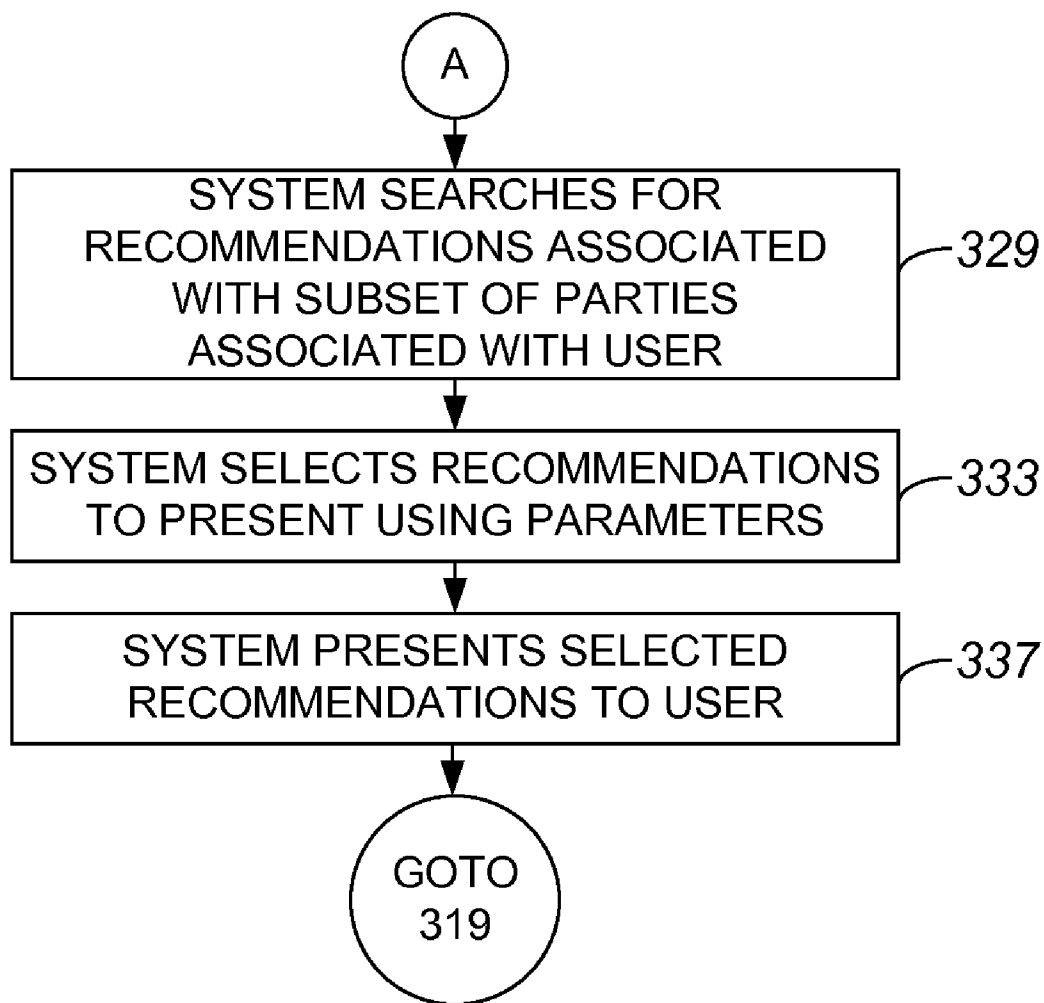 A
SYSTEM SEARCHES FOR
RECOMMENDATIONS ASSOCIATED
WITH SUBSET OF PARTIES
ASSOCIATED WITH USER
329
SYSTEM SELECTS RECOMMENDATIONS
TO PRESENT USING PARAMETERS
333
SYSTEM PRESENTS SELECTED
RECOMMENDATIONS TO USER
337
GOTO
319